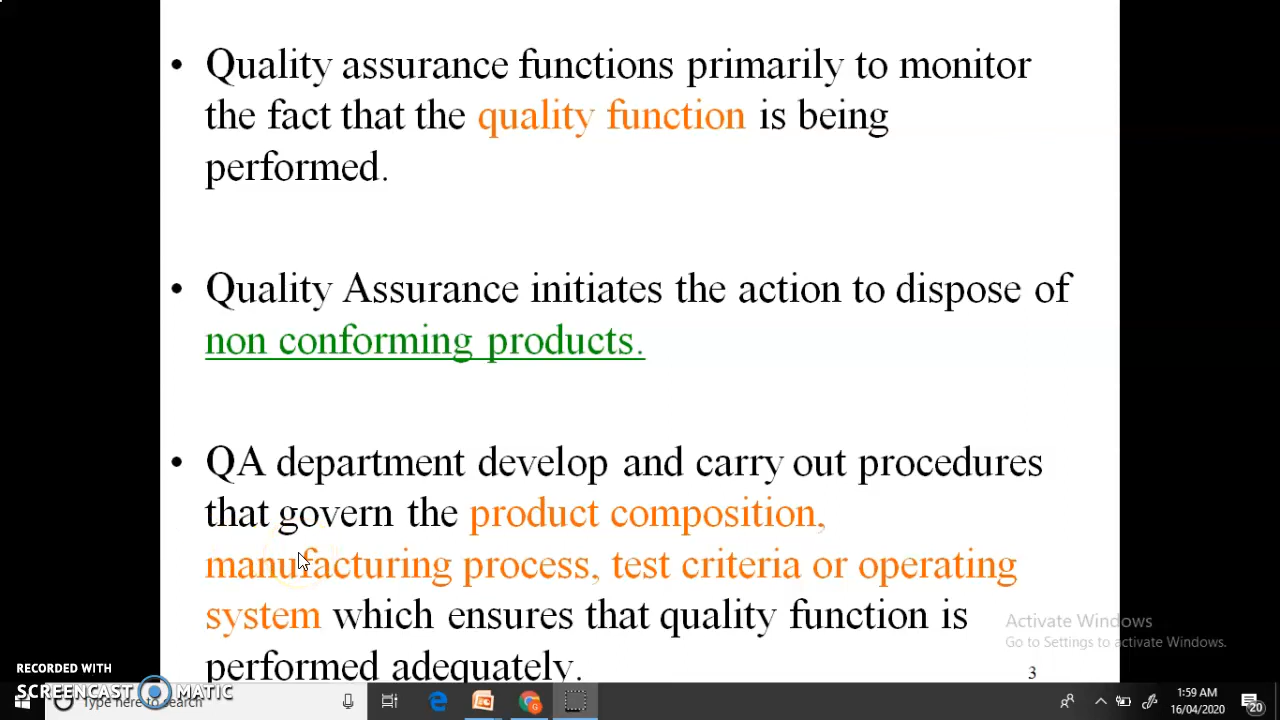 • Quality assurance functions primarily to monitor
the fact that the quality function is being
performed.
• Quality Assurance initiates the action to dispose of
non conforming products.
• QA department develop and carry out procedures
that govern the product composition,
manufacturing process, test criteria or operating
system which ensures that quality function is
performed adequately.
Activate Windows
Go to Settings to activate Windows.
3
RECORDED WITH
SCREENCAST MATIC
Type here to search
1:59 AM
16/04/2020
20